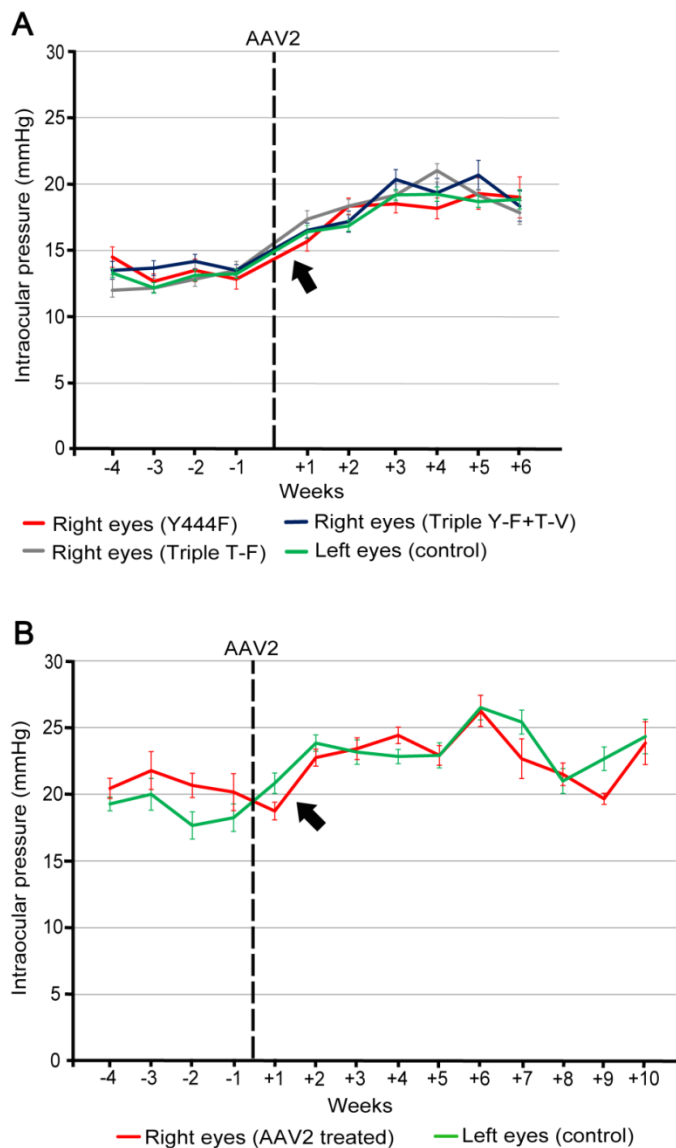 A
AAV2
Intraocular pressure (mmHg)
30
25
20
15
10
5
0
-4 -3 -2 -1 +1 +2 +3 +4 +5 +6
Weeks
Right eyes (Y444F) Right eyes (Triple Y-F+T-V)
Right eyes (Triple T-F) Left eyes (control)
B
AAV2
Intraocular pressure (mmHg)
30
25
20
15
10
5
0
-4 -3 -2 -1 +1 +2 +3 +4 +5 +6 +7 +8 +9 +10
Weeks
Right eyes (AAV2 treated) Left eyes (control)